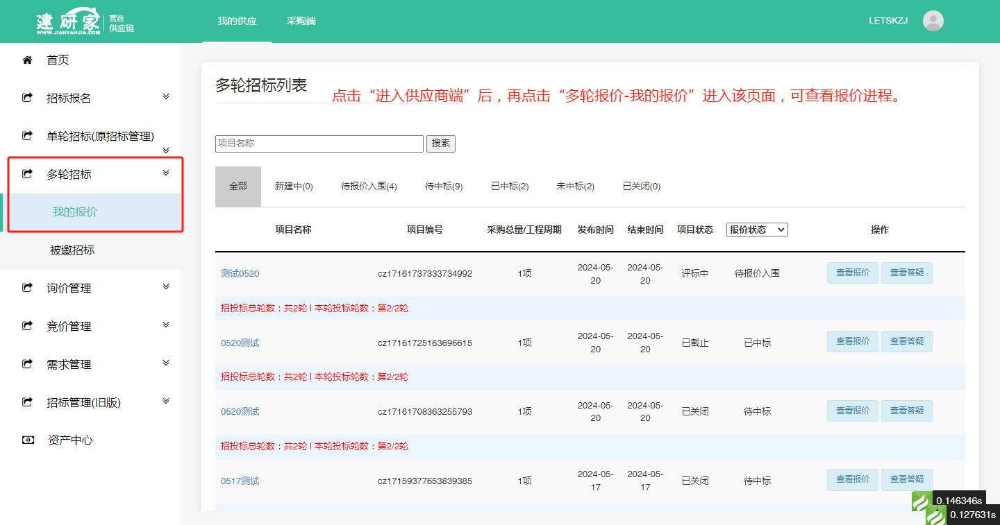 建研家
WWW.JIANYANJIA.COM
营造
供应链
我的供应
采购端
LETSKZJ
首页
招标报名
单轮招标(原招标管理)
多轮招标
我的报价
被邀招标
询价管理
竞价管理
需求管理
招标管理(旧版)
资产中心
多轮招标列表
点击“进入供应商端”后，再点击“多轮报价-我的报价”进入该页面，可查看报价进程。
项目名称 搜索
全部 新建中(0) 待报价入围(4) 待中标(9) 已中标(2) 未中标(2) 已关闭(0)
项目名称 项目编号 采购总量/工程周期 发布时间 结束时间 项目状态 报价状态 操作
测试0520 cz17161737333734992 1项 2024-05-20 2024-05-20 评标中 待报价入围 查看报价 查看答疑
招投标总轮数：共2轮 | 本轮投标轮数：第2/2轮
0520测试 cz17161725163696615 1项 2024-05-20 2024-05-20 已截止 已中标 查看报价 查看答疑
招投标总轮数：共2轮 | 本轮投标轮数：第2/2轮
0520测试 cz17161708363255793 1项 2024-05-20 2024-05-20 已关闭 待中标 查看报价 查看答疑
招投标总轮数：共2轮 | 本轮投标轮数：第2/2轮
0517测试 cz17159377653839385 1项 2024-05-17 2024-05-17 已关闭 待中标 查看报价 查看答疑
0.146346s
0.127631s